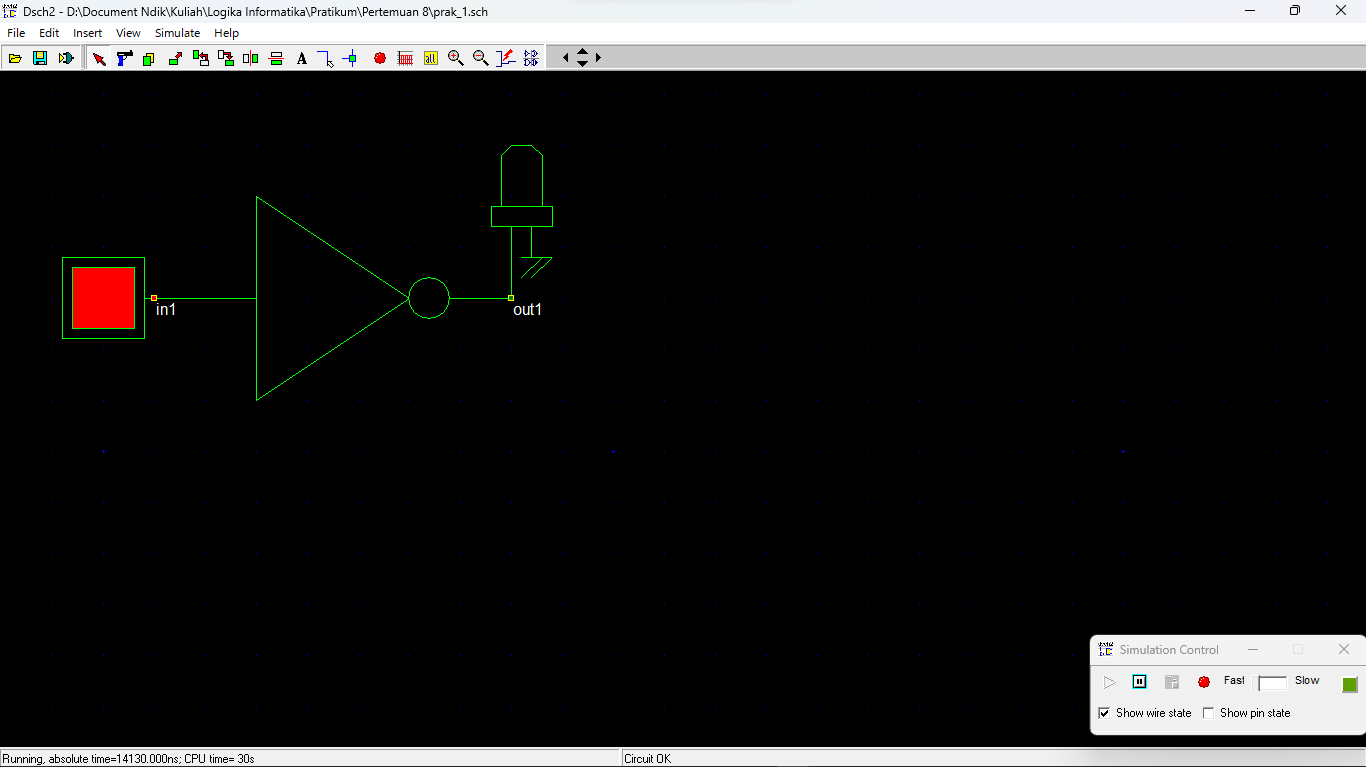 Dsch2 - D:\Document Ndik\Kuliah\Logika Informatika\Pratikum\Pertemuan 8\prak_1.sch
File Edit Insert View Simulate Help
A
in1
out1
Simulation Control
Fast Slow
Show wire state Show pin state
Running, absolute time=14130.000ns; CPU time= 30s Circuit OK